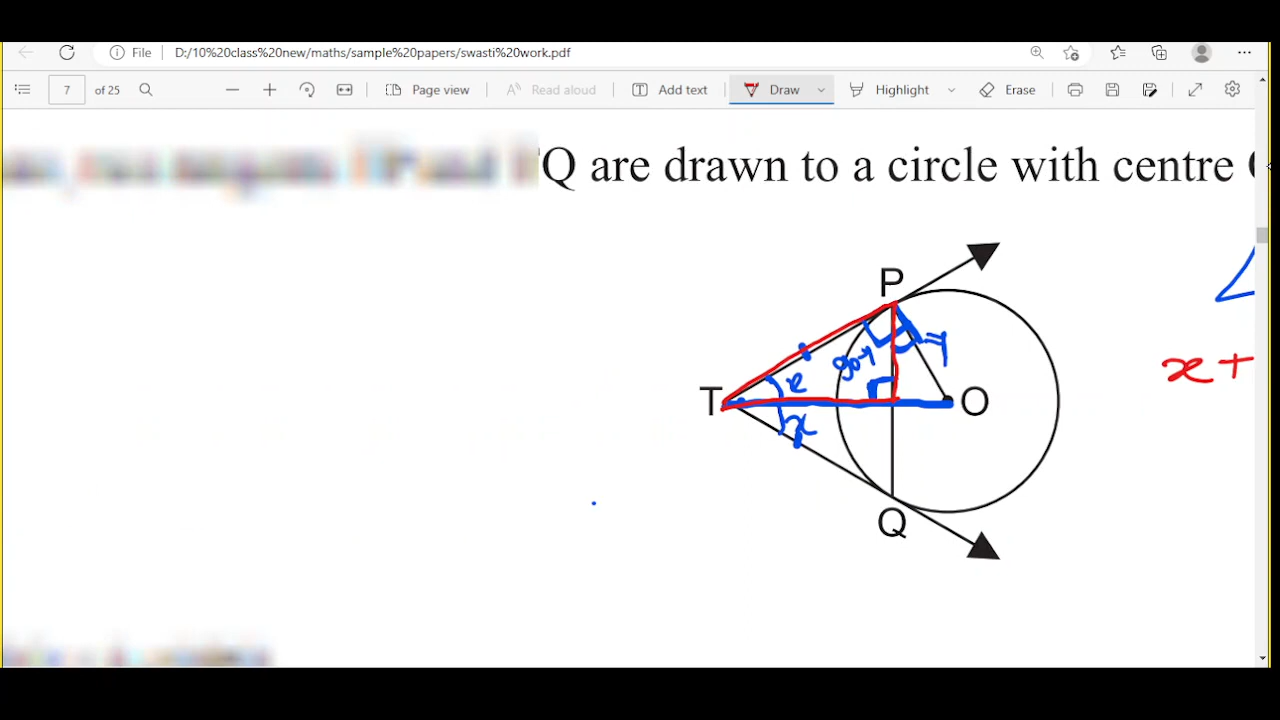 File D:/10%20class%20new/maths/sample%20papers/swasti%20work.pdf
7 of 25 Page view Read aloud Add text Draw Highlight Erase
Q are drawn to a circle with centre
P
y
90-y
x
T O
x
Q
x+